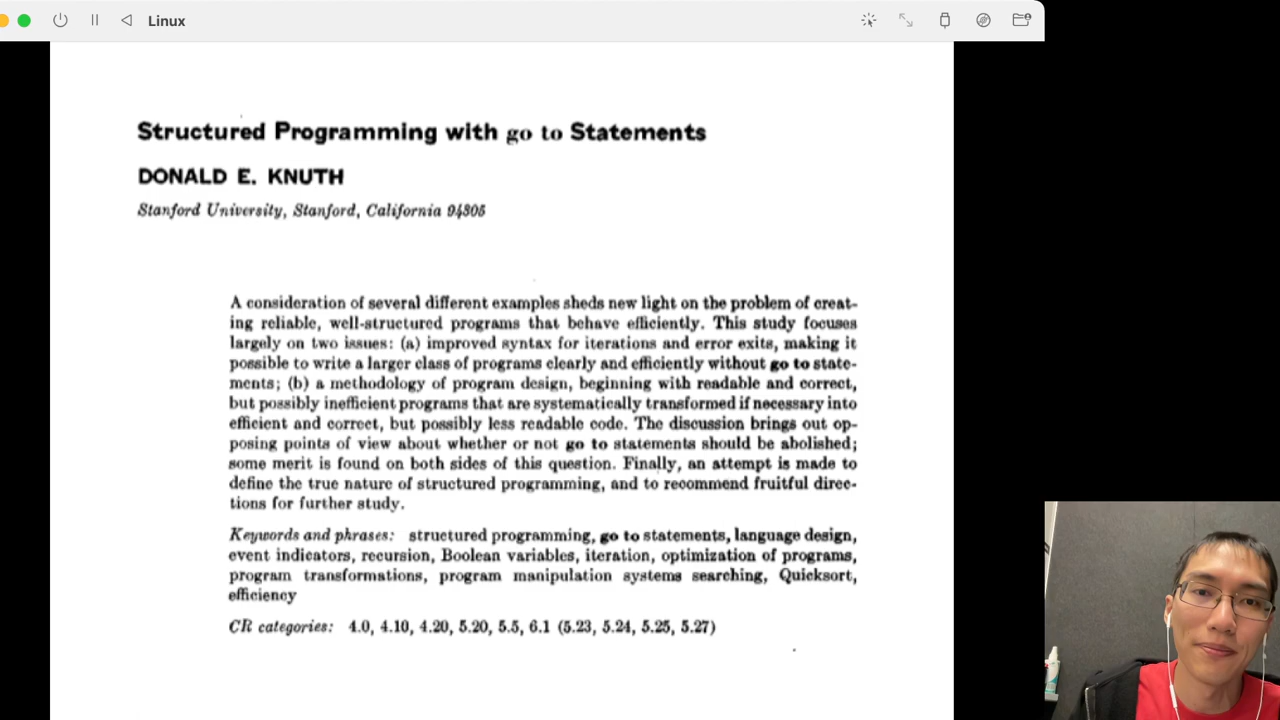 Linux
Structured Programming with go to Statements
DONALD E. KNUTH
Stanford University, Stanford, California 94305
A consideration of several different examples sheds new light on the problem of creat-
ing reliable, well-structured programs that behave efficiently. This study focuses
largely on two issues: (a) improved syntax for iterations and error exits, making it
possible to write a larger class of programs clearly and efficiently without go to state-
ments; (b) a methodology of program design, beginning with readable and correct,
but possibly inefficient programs that are systematically transformed if necessary into
efficient and correct, but possibly less readable code. The discussion brings out op-
posing points of view about whether or not go to statements should be abolished;
some merit is found on both sides of this question. Finally, an attempt is made to
define the true nature of structured programming, and to recommend fruitful direc-
tions for further study.
Keywords and phrases: structured programming, go to statements, language design,
event indicators, recursion, Boolean variables, iteration, optimization of programs,
program transformations, program manipulation systems searching, Quicksort,
efficiency
CR categories: 4.0, 4.10, 4.20, 5.20, 5.5, 6.1 (5.23, 5.24, 5.25, 5.27)